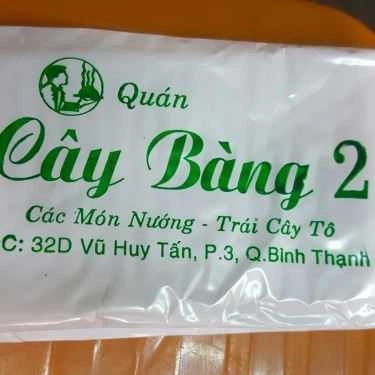 Quán
Cây Bàng 2
Các Món Nướng - Trái Cây Tô
C: 32D Vũ Huy Tấn, P.3, Q.Bình Thạnh